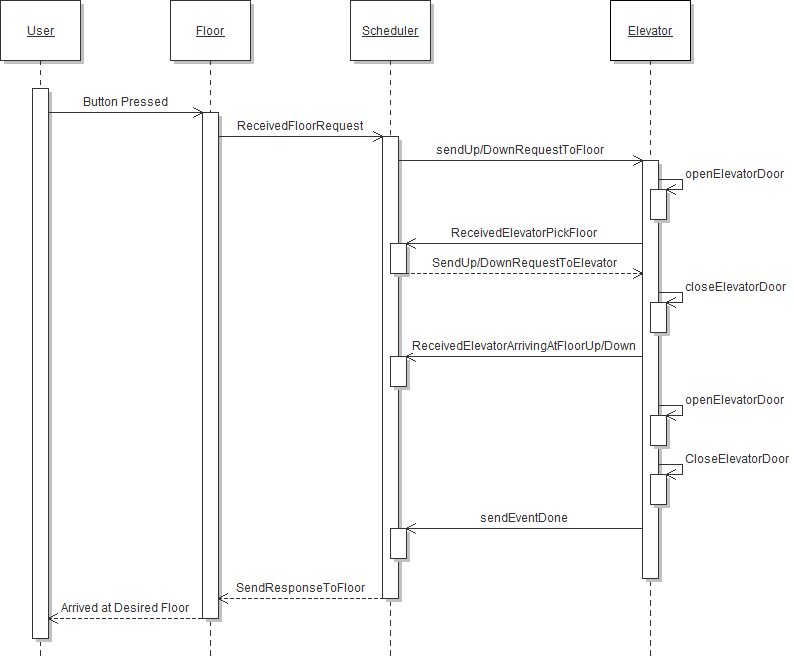 User
Floor
Scheduler
Elevator
Button Pressed
ReceivedFloorRequest
sendUp/DownRequestToFloor
openElevatorDoor
ReceivedElevatorPickFloor
SendUp/DownRequestToElevator
closeElevatorDoor
ReceivedElevatorArrivingAtFloorUp/Down
openElevatorDoor
CloseElevatorDoor
sendEventDone
SendResponseToFloor
Arrived at Desired Floor